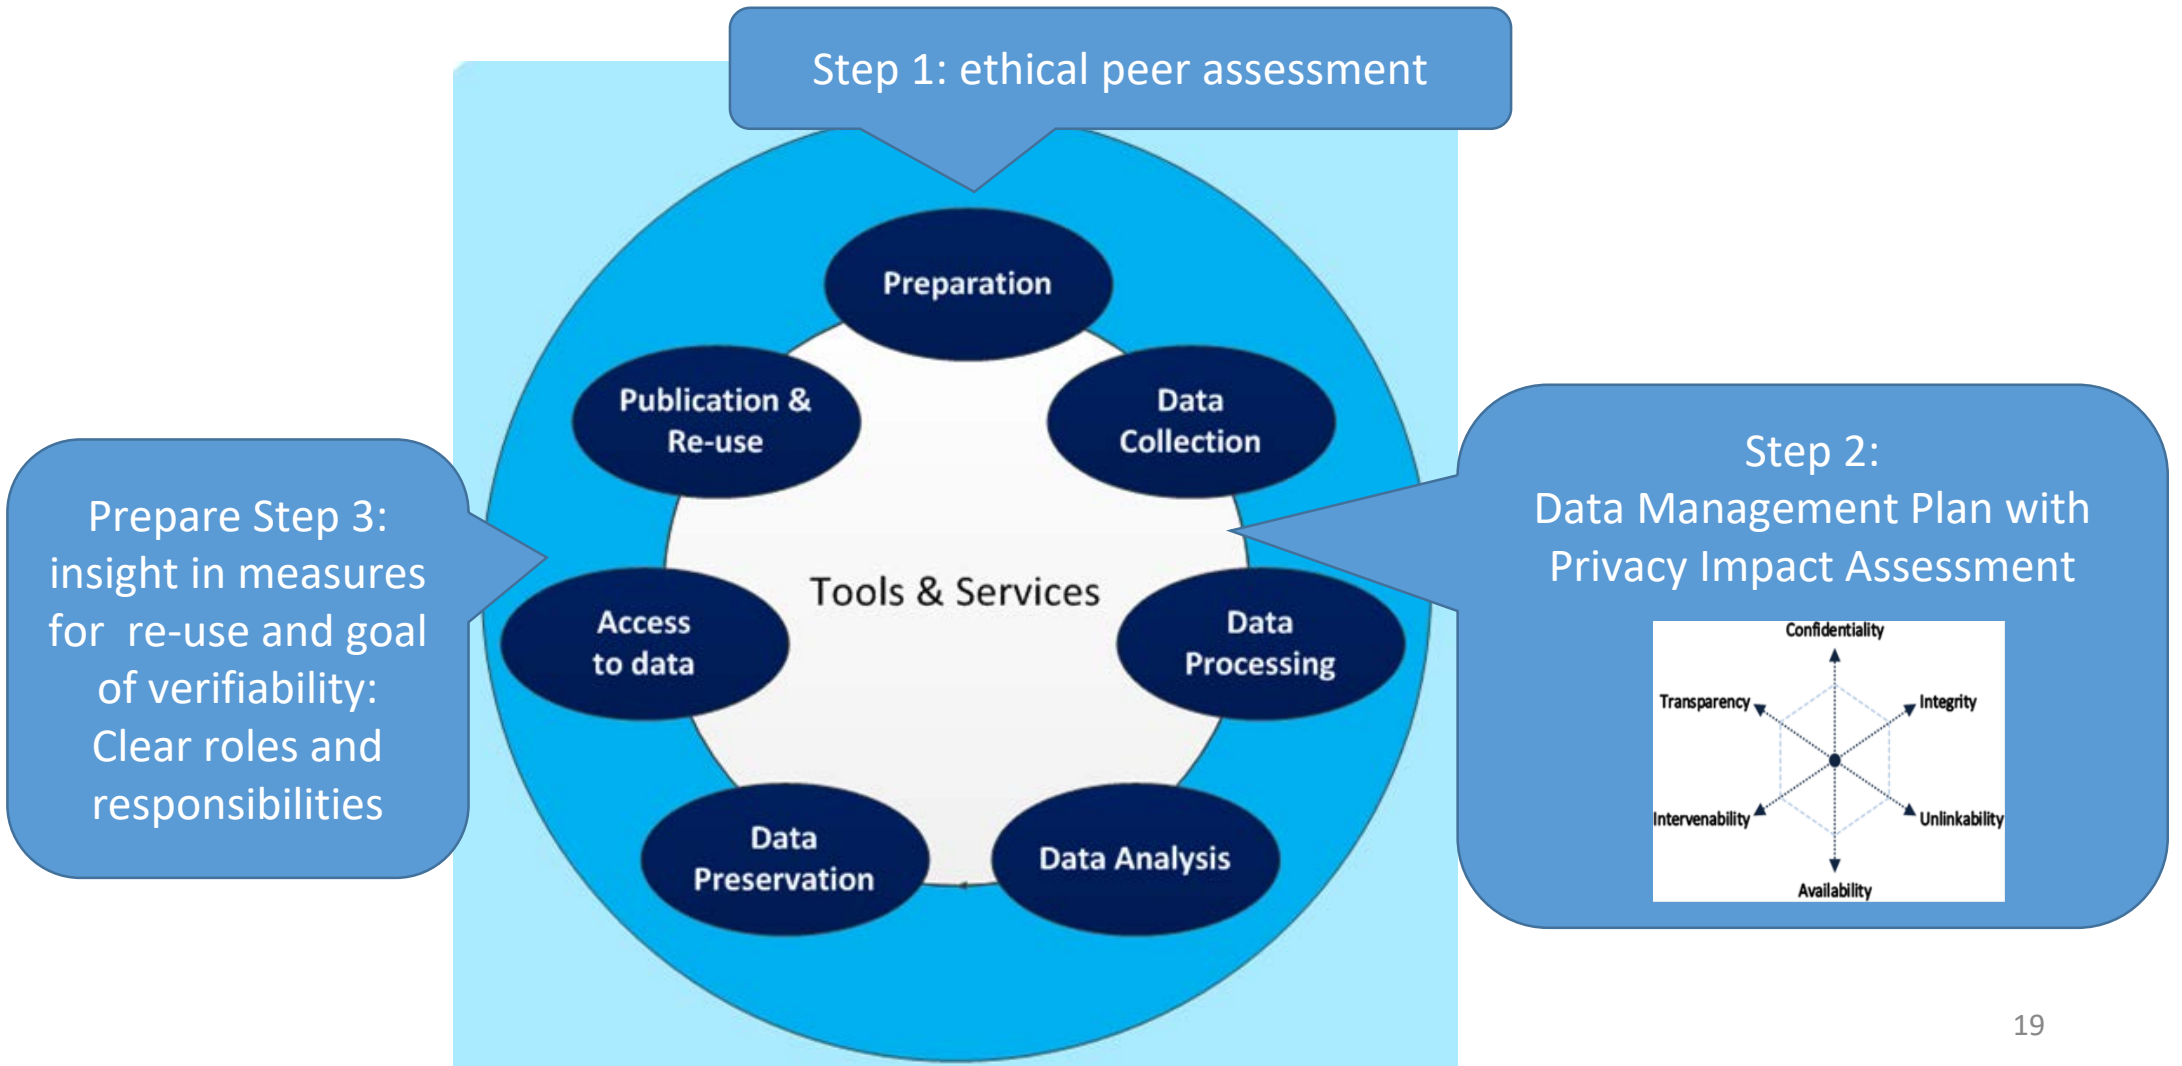 Step 1: ethical peer assessment
Preparation
Publication &
Re-use
Data
Collection
Prepare Step 3:
insight in measures
for  re-use and goal
of verifiability:
Clear roles and
responsibilities
Step 2:
Data Management Plan with
Privacy Impact Assessment
Tools & Services
Access
to data
Data
Processing
Data
Preservation
Data Analysis
Confidentiality
Transparency
Integrity
Intervenability
Unlinkability
Availability
19